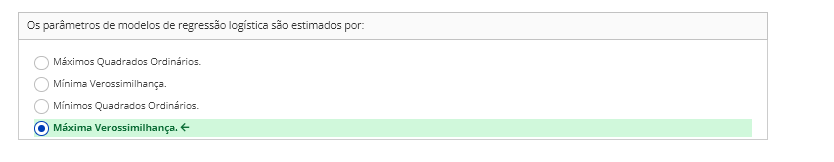 Os parâmetros de modelos de regressão logística são estimados por:
Máximos Quadrados Ordinários.
Mínima Verossimilhança.
Mínimos Quadrados Ordinários.
Máxima Verossimilhança. ←